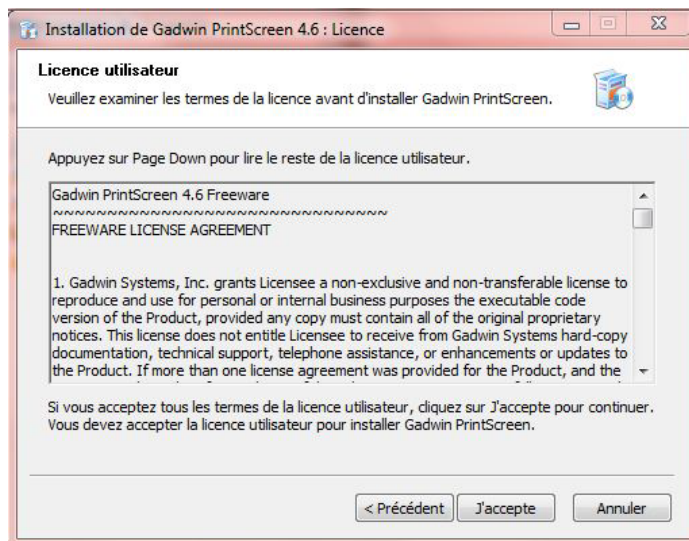 Installation de Gadwin PrintScreen 4.6 : Licence
Licence utilisateur
Veuillez examiner les termes de la licence avant d'installer Gadwin PrintScreen.
Appuyez sur Page Down pour lire le reste de la licence utilisateur.
Gadwin PrintScreen 4.6 Freeware
~~~~~~~~~~~~~~~~~~~~~~~~~~~~~~~
FREEWARE LICENSE AGREEMENT
1. Gadwin Systems, Inc. grants Licensee a non-exclusive and non-transferable license to
reproduce and use for personal or internal business purposes the executable code
version of the Product, provided any copy must contain all of the original proprietary
notices. This license does not entitle Licensee to receive from Gadwin Systems hard-copy
documentation, technical support, telephone assistance, or enhancements or updates to
the Product. If more than one license agreement was provided for the Product, and the
Si vous acceptez tous les termes de la licence utilisateur, cliquez sur J'accepte pour continuer.
Vous devez accepter la licence utilisateur pour installer Gadwin PrintScreen.
< Précédent J'accepte Annuler